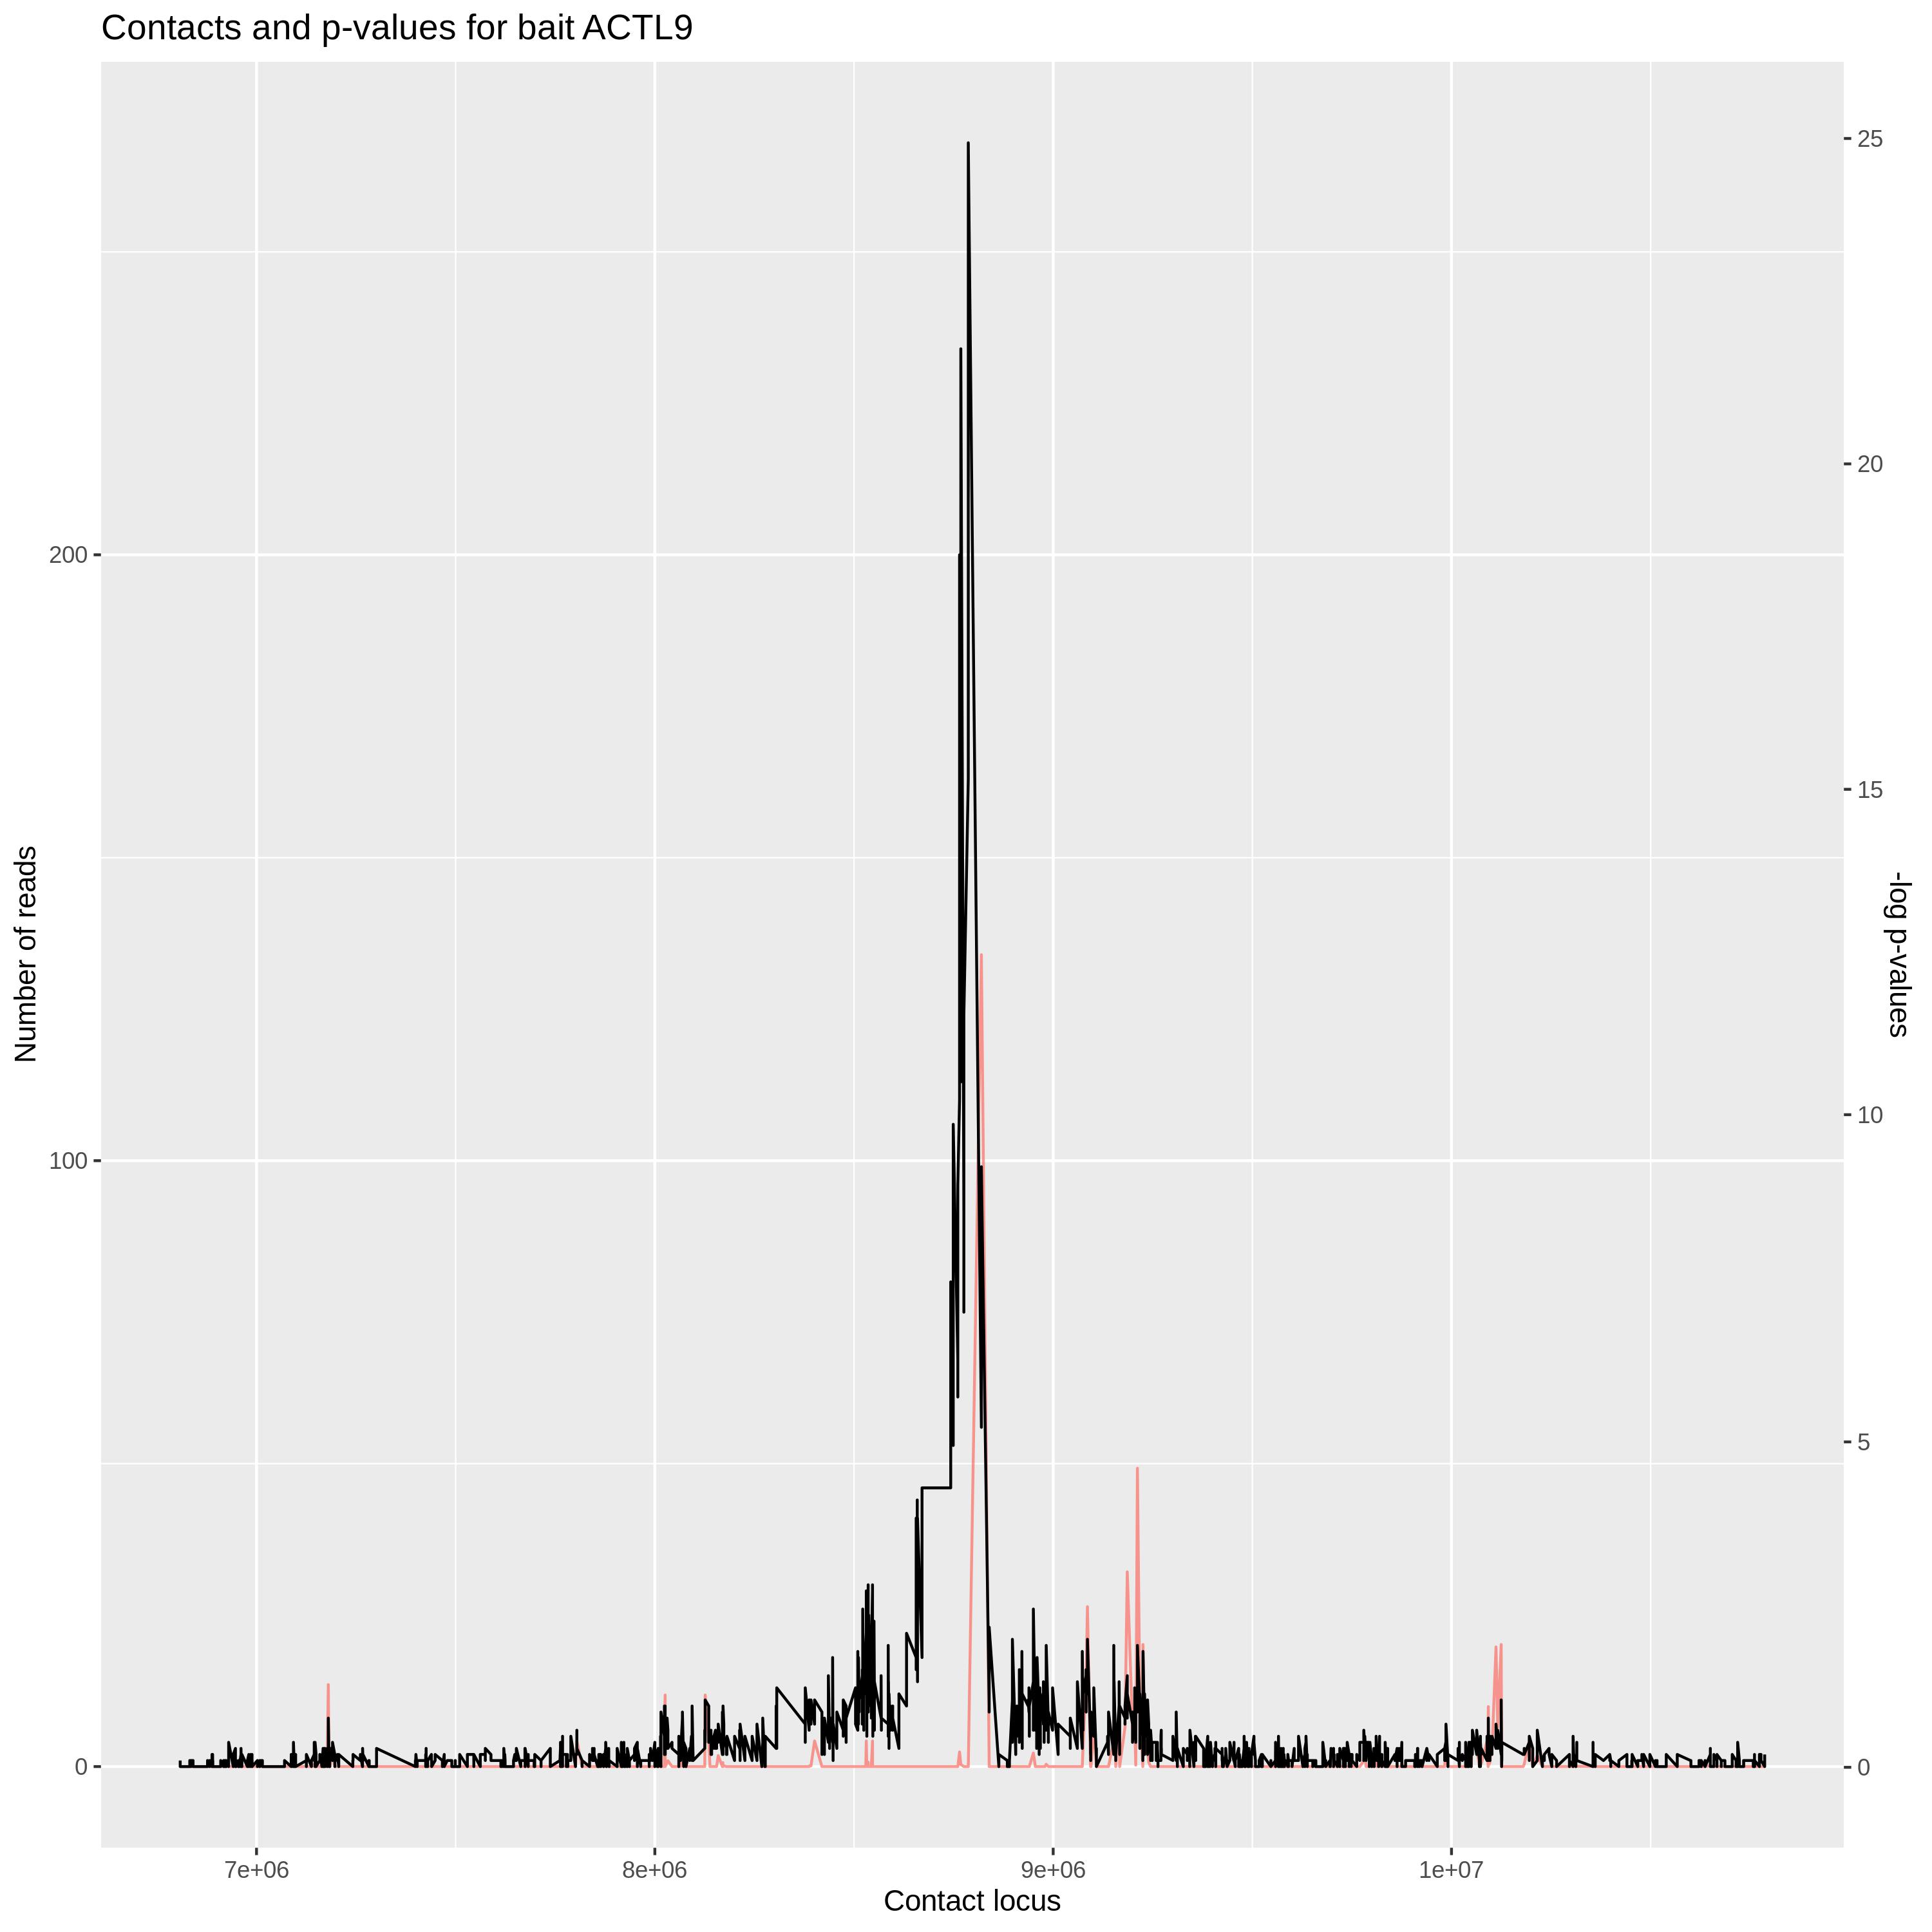 Contacts and p-values for bait ACTL9
Number of reads
200
100
0
25
20
15
10
5
0
-log p-values
7e+06
8e+06
9e+06
1e+07
Contact locus